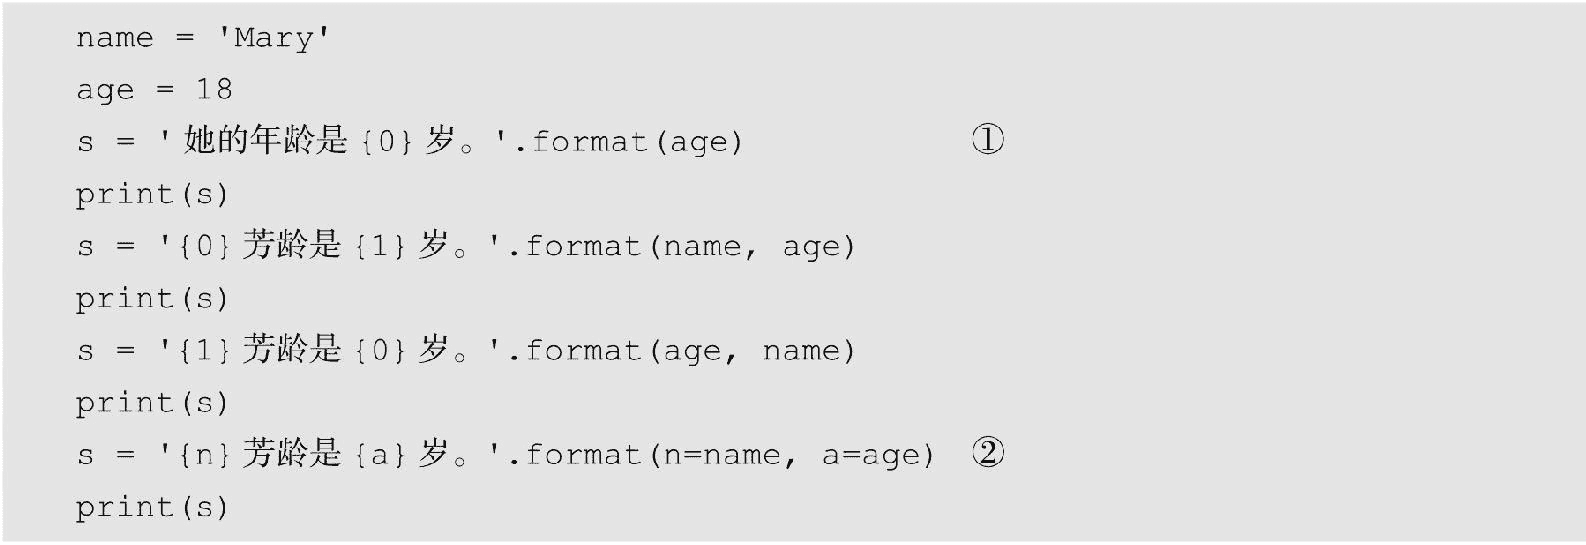 name = 'Mary'
age = 18
s = '她的年龄是{0}岁。'.format(age) ①
print(s)
s = '{0}芳龄是{1}岁。'.format(name, age)
print(s)
s = '{1}芳龄是{0}岁。'.format(age, name)
print(s)
s = '{n}芳龄是{a}岁。'.format(n=name, a=age) ②
print(s)